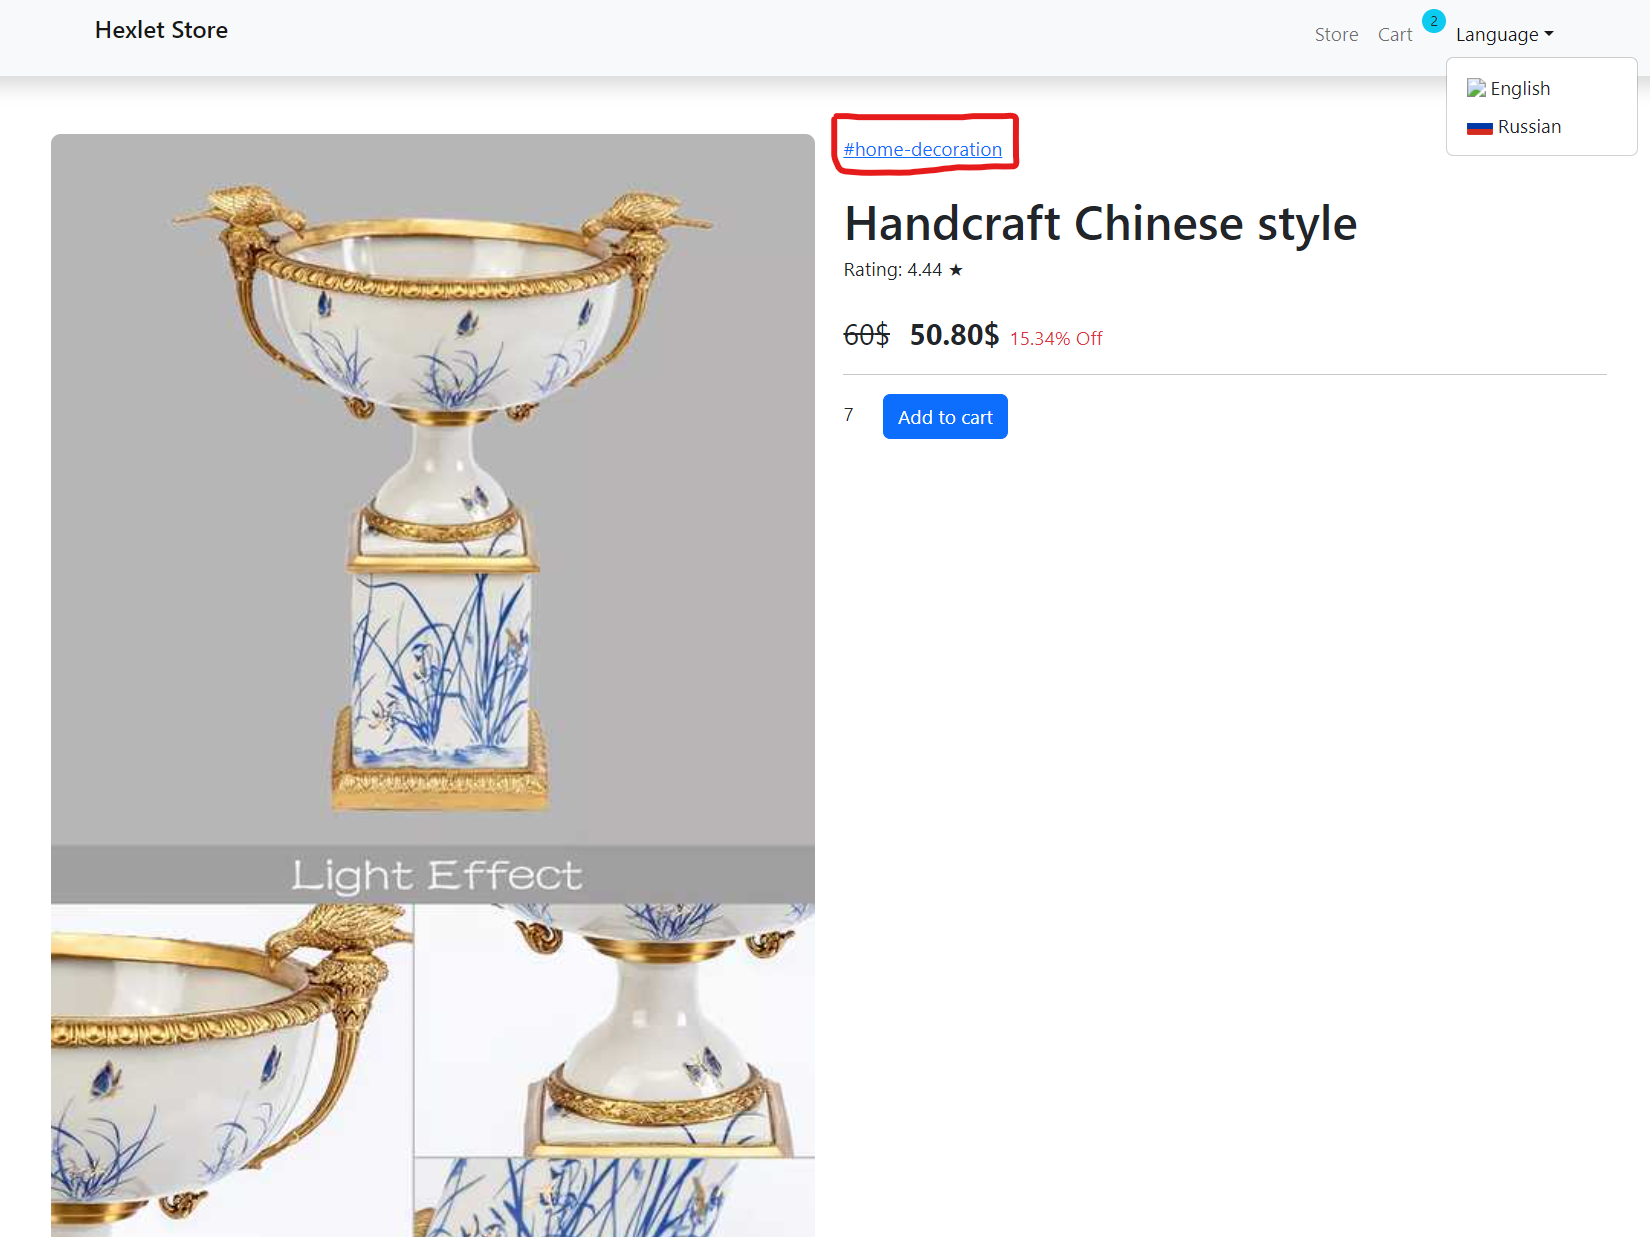 Hexlet Store
Store Cart 2 Language
English
Russian
#home-decoration
Handcraft Chinese style
Rating: 4.44 ★
60$ 50.80$ 15.34% Off
7 Add to cart
Light Effect